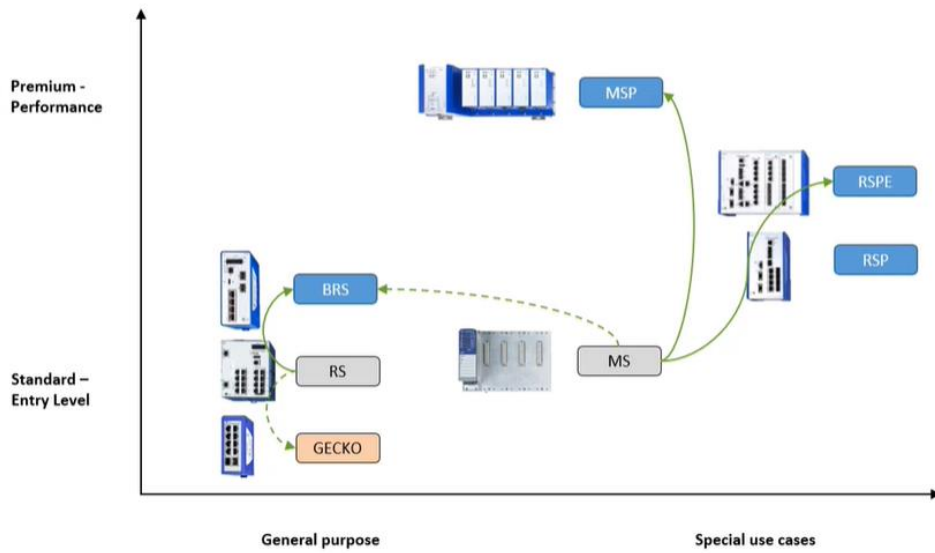 Premium -
Performance
MSP
RSPE
RSP
BRS
RS
MS
Standard –
Entry Level
GECKO
General purpose
Special use cases